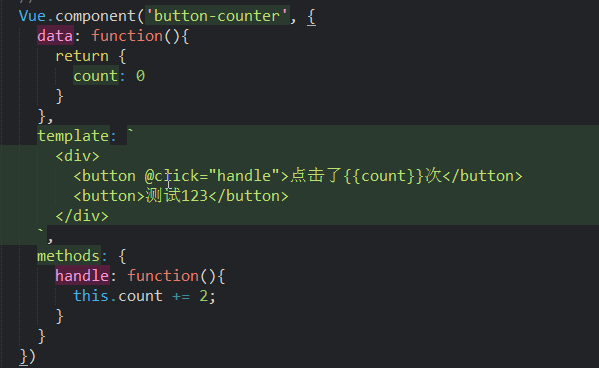 Vue.component('button-counter', {
data: function(){
return {
count: 0
}
},
template: `
<div>
<button @click="handle">点击了{{count}}次</button>
<button>测试123</button>
</div>
`,
methods: {
handle: function(){
this.count += 2;
}
}
})